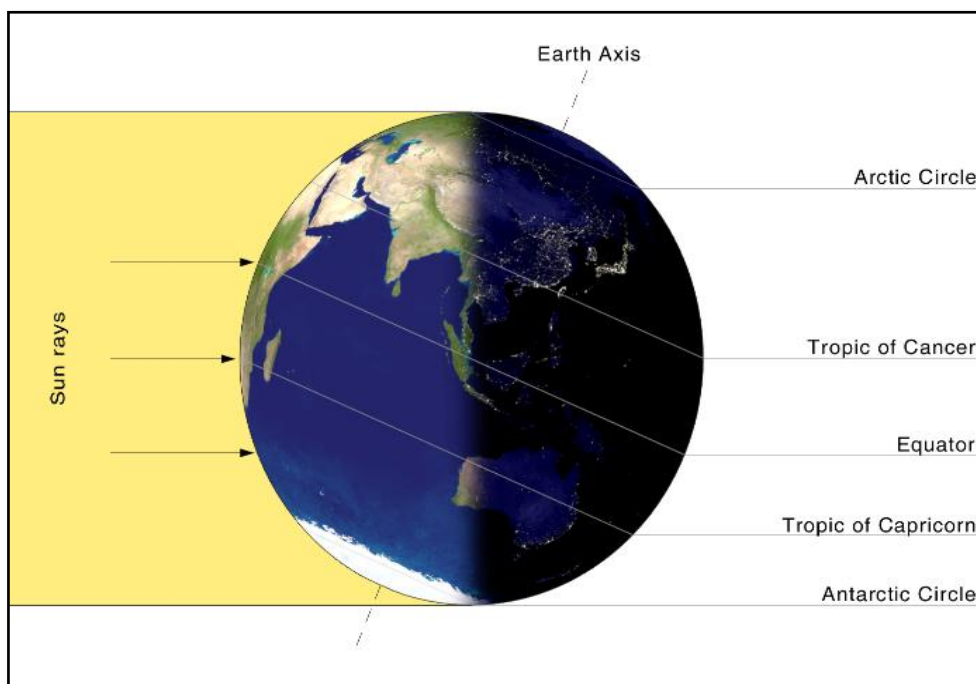 Earth Axis
Arctic Circle
Sun rays
Tropic of Cancer
Equator
Tropic of Capricorn
Antarctic Circle